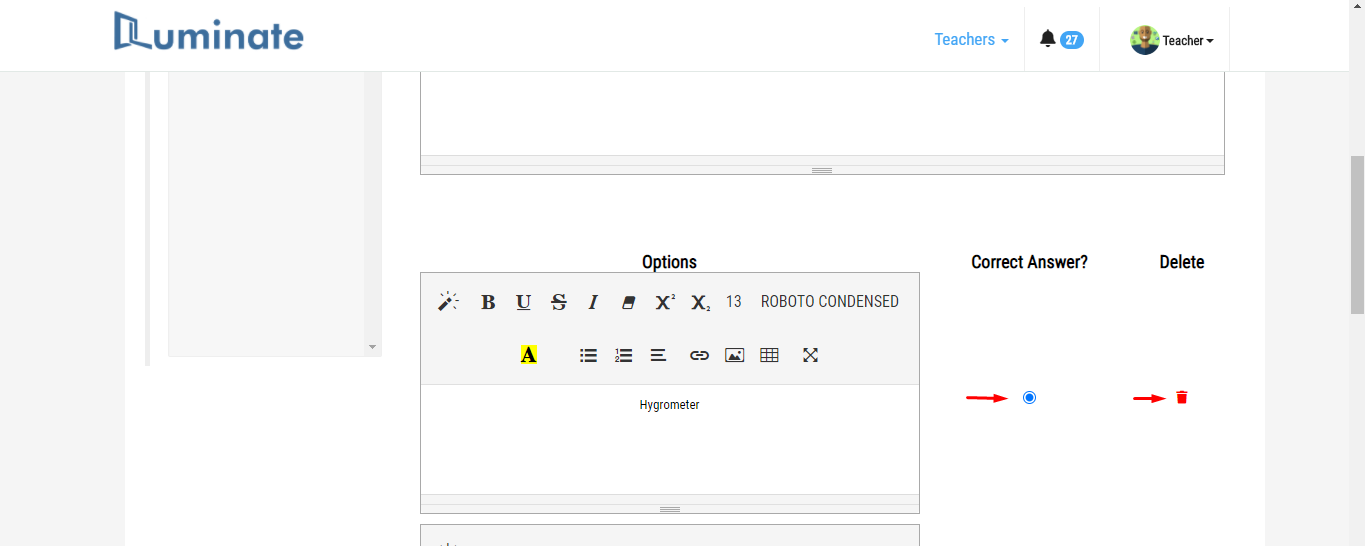 Luminate
Teachers
27
Teacher
Options
Correct Answer?
Delete
B U S I X² X₂ 13 ROBOTO CONDENSED
A
Hygrometer